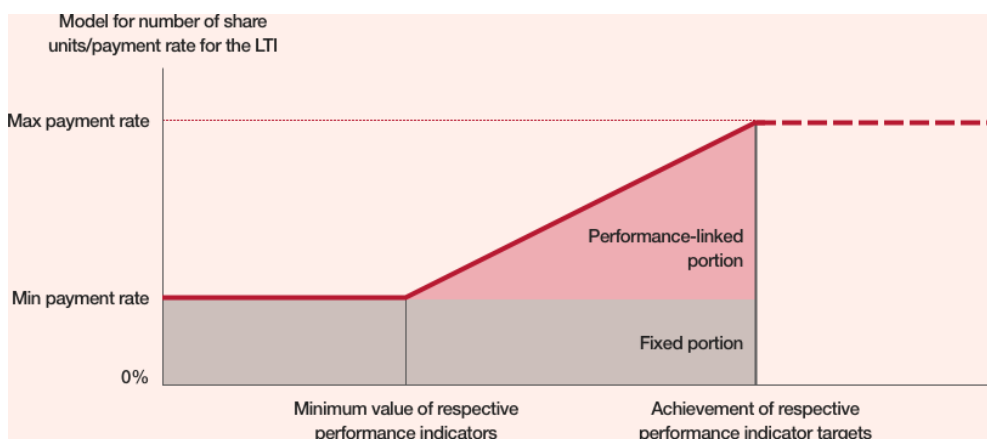 Model for number of share
units/payment rate for the LTI
Max payment rate
Performance-linked
portion
Min payment rate
Fixed portion
0%
Minimum value of respective
performance indicators
Achievement of respective
performance indicator targets